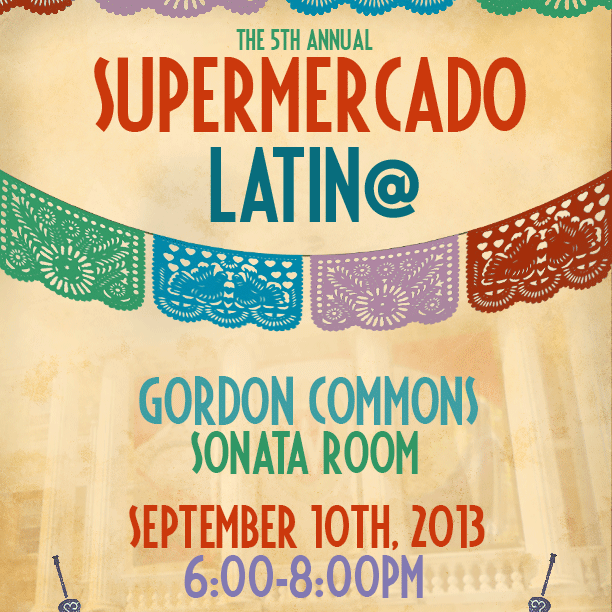 THE 5TH ANNUAL
SUPERMERCADO
LATIN@
GORDON COMMONS
SONATA ROOM
SEPTEMBER 10TH, 2013
6:00-8:00PM